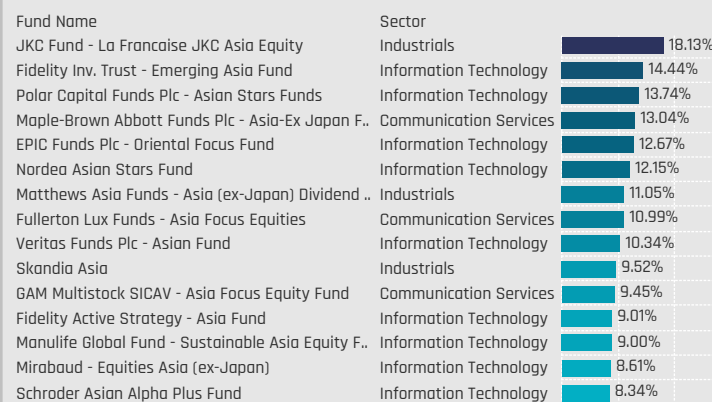 Fund Name Sector
JKC Fund - La Francaise JKC Asia Equity Industrials 18.13%
Fidelity Inv. Trust - Emerging Asia Fund Information Technology 14.44%
Polar Capital Funds Plc - Asian Stars Funds Information Technology 13.74%
Maple-Brown Abbott Funds Plc - Asia-Ex Japan F.. Communication Services 13.04%
EPIC Funds Plc - Oriental Focus Fund Information Technology 12.67%
Nordea Asian Stars Fund Information Technology 12.15%
Matthews Asia Funds - Asia (ex-Japan) Dividend .. Industrials 11.05%
Fullerton Lux Funds - Asia Focus Equities Communication Services 10.99%
Veritas Funds Plc - Asian Fund Information Technology 10.34%
Skandia Asia Industrials 9.52%
GAM Multistock SICAV - Asia Focus Equity Fund Communication Services 9.45%
Fidelity Active Strategy - Asia Fund Information Technology 9.01%
Manulife Global Fund - Sustainable Asia Equity F.. Information Technology 9.00%
Mirabaud - Equities Asia (ex-Japan) Information Technology 8.61%
Schroder Asian Alpha Plus Fund Information Technology 8.34%